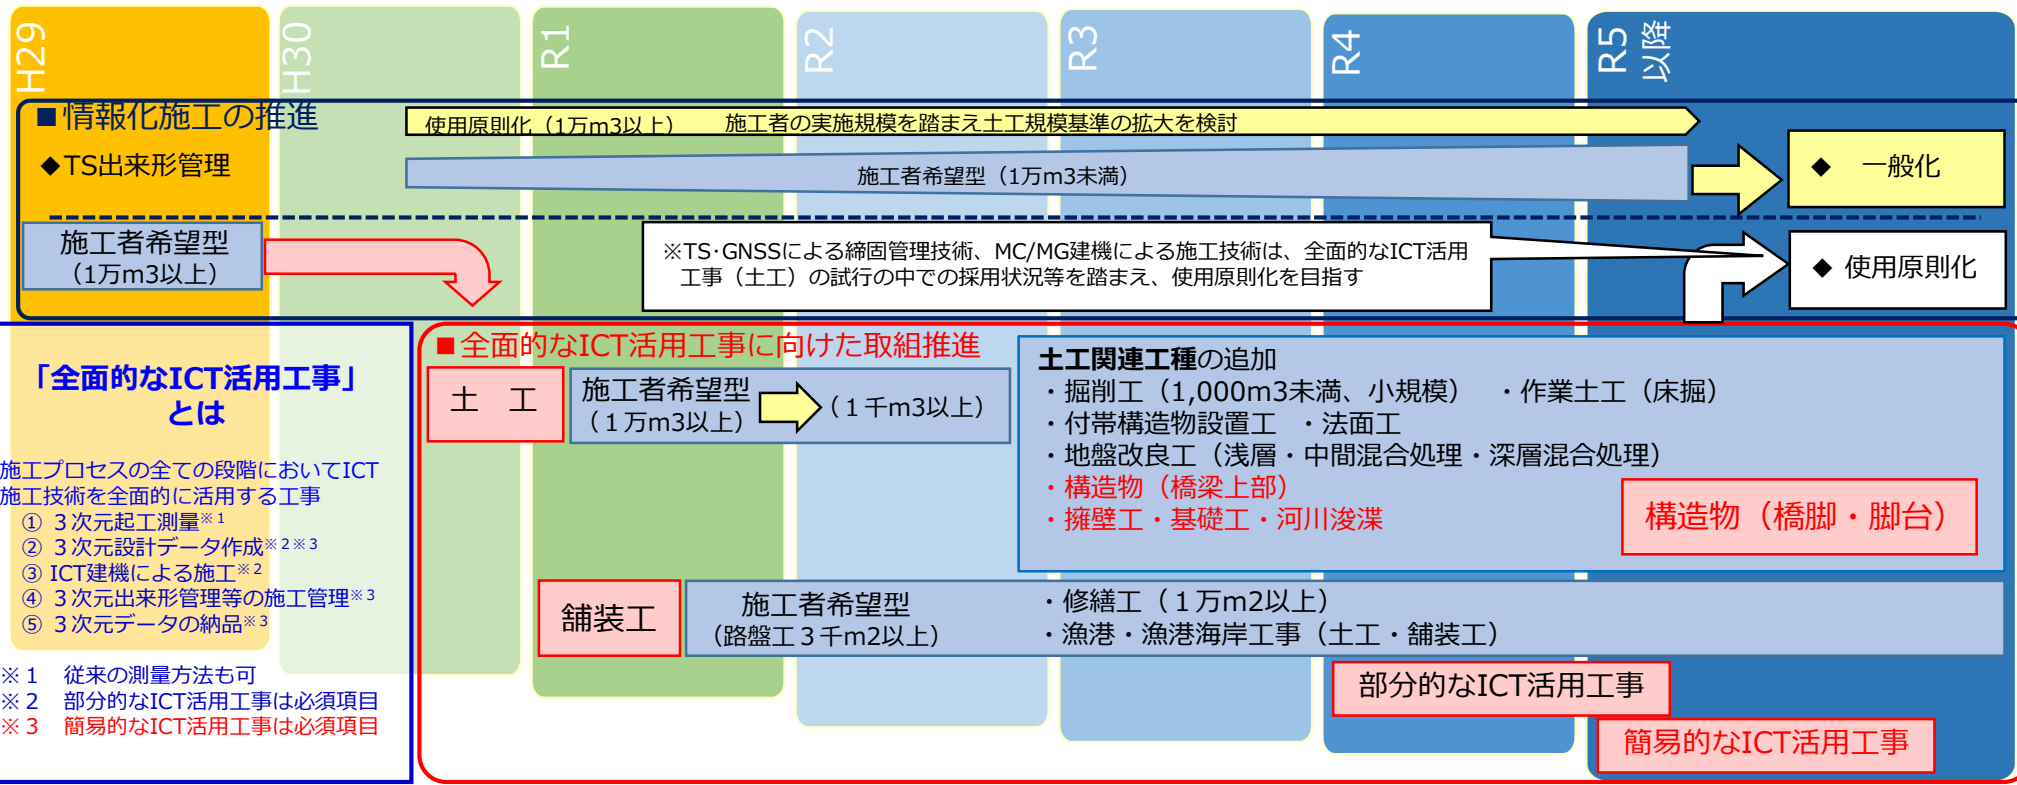 H29
H30
R1
R2
R3
R4
R5
以降
■情報化施工の推進
使用原則化（1万m3以上） 施工者の実施規模を踏まえ土工規模基準の拡大を検討
◆TS出来形管理
施工者希望型（1万m3未満）
◆ 一般化
施工者希望型
（1万m3以上）
※TS･GNSSによる締固管理技術、MC/MG建機による施工技術は、全面的なICT活用
工事（土工）の試行の中での採用状況等を踏まえ、使用原則化を目指す
◆ 使用原則化
「全面的なICT活用工事」
とは
施工プロセスの全ての段階においてICT
施工技術を全面的に活用する工事
① ３次元起工測量※１
② ３次元設計データ作成※２※３
③ ICT建機による施工※２
④ ３次元出来形管理等の施工管理※３
⑤ ３次元データの納品※３
※１ 従来の測量方法も可
※２ 部分的なICT活用工事は必須項目
※３ 簡易的なICT活用工事は必須項目
■全面的なICT活用工事に向けた取組推進
土 工
施工者希望型
（１万m3以上）
（１千m3以上）
土工関連工種の追加
・掘削工（1,000m3未満、小規模） ・作業土工（床掘）
・付帯構造物設置工 ・法面工
・地盤改良工（浅層・中間混合処理・深層混合処理）
・構造物（橋梁上部）
・擁壁工・基礎工・河川浚渫
構造物（橋脚・脚台）
舗装工
施工者希望型
（路盤工３千m2以上）
・修繕工（１万m2以上）
・漁港・漁港海岸工事（土工・舗装工）
部分的なICT活用工事
簡易的なICT活用工事